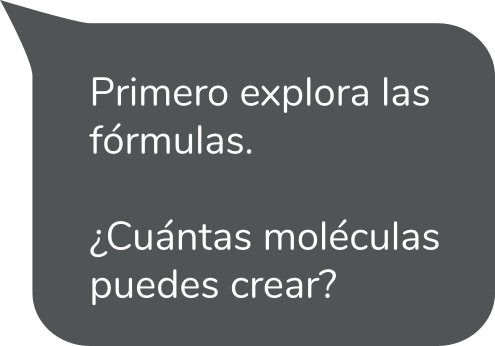 Primero explora las
fórmulas.
¿Cuántas moléculas
puedes crear?